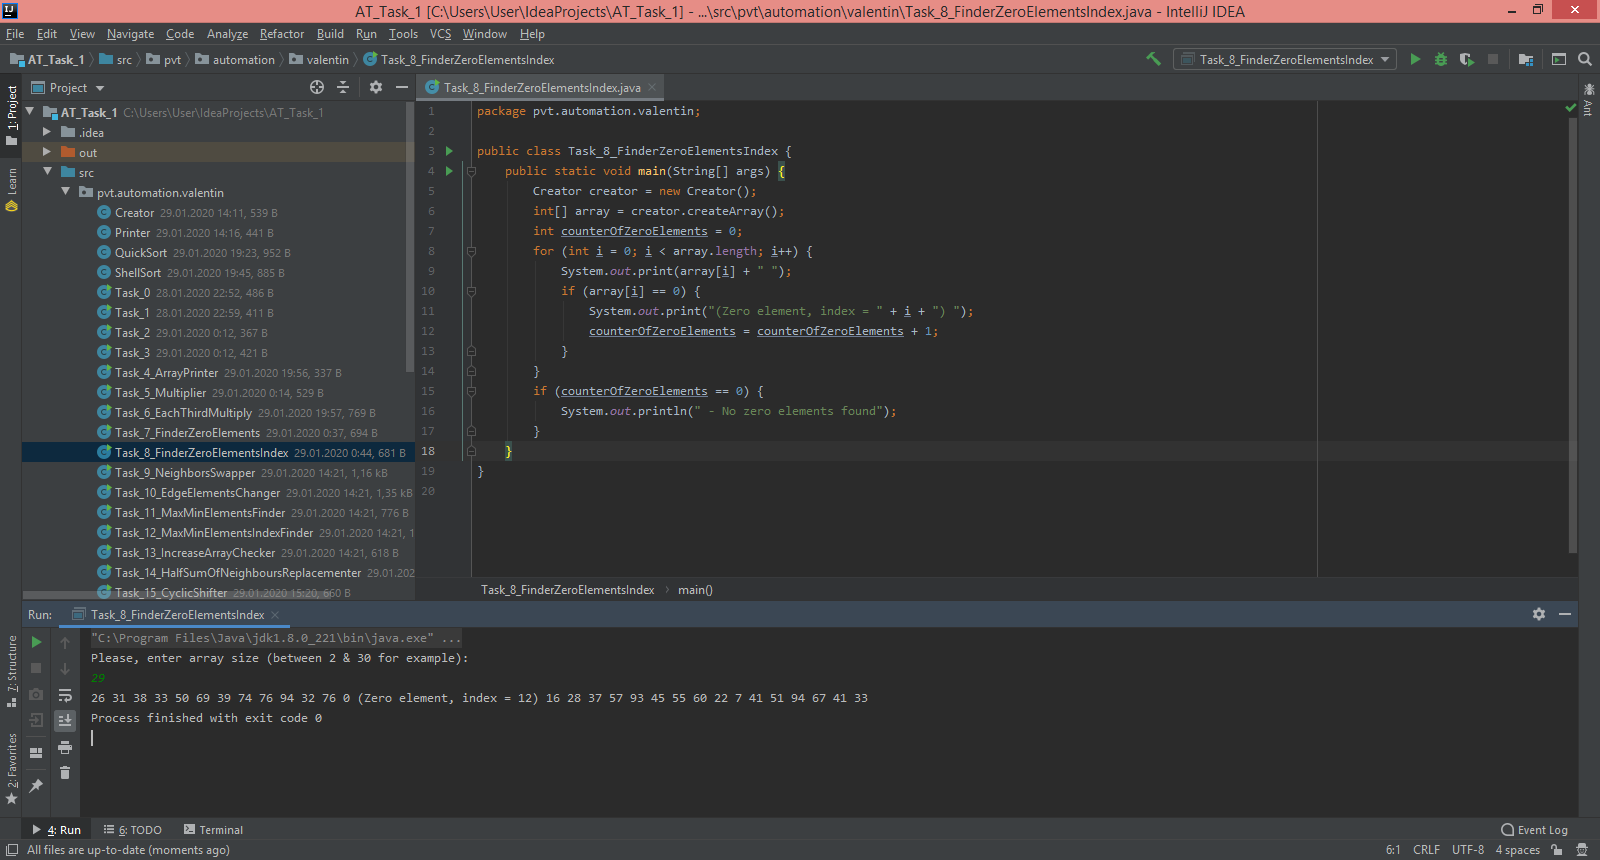 AT_Task_1 [C:\Users\User\IdeaProjects\AT_Task_1] - ...\src\pvt\automation\valentin\Task_8_FinderZeroElementsIndex.java - IntelliJ IDEA
File Edit View Navigate Code Analyze Refactor Build Run Tools VCS Window Help
AT_Task_1 src pvt automation valentin Task_8_FinderZeroElementsIndex
Task_8_FinderZeroElementsIndex
1: Project
Learn
7: Structure
2: Favorites
Ant
Project
AT_Task_1 C:\Users\User\IdeaProjects\AT_Task_1
.idea
out
src
pvt.automation.valentin
Creator 29.01.2020 14:11, 539 B
Printer 29.01.2020 14:16, 441 B
QuickSort 29.01.2020 19:23, 952 B
ShellSort 29.01.2020 19:45, 885 B
Task_0 28.01.2020 22:52, 486 B
Task_1 28.01.2020 22:59, 411 B
Task_2 29.01.2020 0:12, 367 B
Task_3 29.01.2020 0:12, 421 B
Task_4_ArrayPrinter 29.01.2020 19:56, 337 B
Task_5_Multiplier 29.01.2020 0:14, 529 B
Task_6_EachThirdMultiply 29.01.2020 19:57, 769 B
Task_7_FinderZeroElements 29.01.2020 0:37, 694 B
Task_8_FinderZeroElementsIndex 29.01.2020 0:44, 681 B
Task_9_NeighborsSwapper 29.01.2020 14:21, 1,16 kB
Task_10_EdgeElementsChanger 29.01.2020 14:21, 1,35 kB
Task_11_MaxMinElementsFinder 29.01.2020 14:21, 776 B
Task_12_MaxMinElementsIndexFinder 29.01.2020 14:21, 1
Task_13_IncreaseArrayChecker 29.01.2020 14:21, 618 B
Task_14_HalfSumOfNeighboursReplacementer 29.01.202
Task_15_CyclicShifter 29.01.2020 15:20, 660 B
Task_8_FinderZeroElementsIndex.java
1 package pvt.automation.valentin;
2
3 public class Task_8_FinderZeroElementsIndex {
4 public static void main(String[] args) {
5 Creator creator = new Creator();
6 int[] array = creator.createArray();
7 int counterOfZeroElements = 0;
8 for (int i = 0; i < array.length; i++) {
9 System.out.print(array[i] + " ");
10 if (array[i] == 0) {
11 System.out.print("(Zero element, index = " + i + ") ");
12 counterOfZeroElements = counterOfZeroElements + 1;
13 }
14 }
15 if (counterOfZeroElements == 0) {
16 System.out.println(" - No zero elements found");
17 }
18 }
19 }
20
Task_8_FinderZeroElementsIndex › main()
Run: Task_8_FinderZeroElementsIndex
"C:\Program Files\Java\jdk1.8.0_221\bin\java.exe" ...
Please, enter array size (between 2 & 30 for example):
29
26 31 38 33 50 69 39 74 76 94 32 76 0 (Zero element, index = 12) 16 28 37 57 93 45 55 60 22 7 41 51 94 67 41 33
Process finished with exit code 0
4: Run 6: TODO Terminal Event Log
All files are up-to-date (moments ago) 6:1 CRLF UTF-8 4 spaces